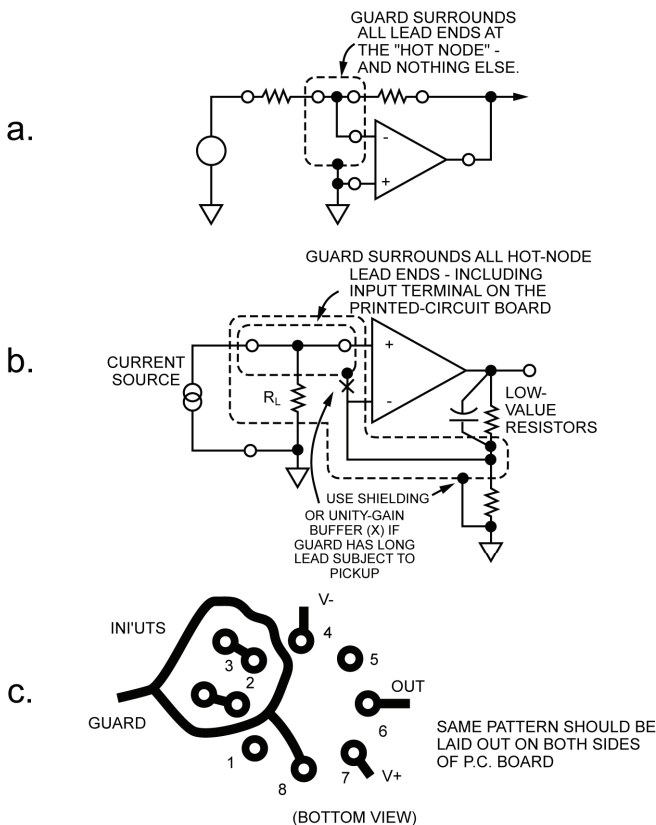 GUARD SURROUNDS
ALL LEAD ENDS AT
THE "HOT NODE" -
AND NOTHING ELSE.
a.
-
+
GUARD SURROUNDS ALL HOT-NODE
LEAD ENDS - INCLUDING
INPUT TERMINAL ON THE
PRINTED-CIRCUIT BOARD
b.
CURRENT
SOURCE
RL
+
-
LOW-
VALUE
RESISTORS
USE SHIELDING
OR UNITY-GAIN
BUFFER (X) IF
GUARD HAS LONG
LEAD SUBJECT TO
PICKUP
c.
INI'UTS
GUARD
V-
4
3
2
5
OUT
6
1
8
7
V+
SAME PATTERN SHOULD BE
LAID OUT ON BOTH SIDES
OF P.C. BOARD
(BOTTOM VIEW)